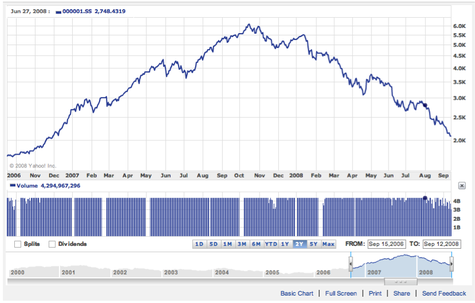 Jun 27, 2008 : 000001.SS 2,748.4319
6.0K
5.0K
4.5K
4.0K
3.5K
3.0K
2.5K
2.0K
© 2008 Yahoo! Inc.
2006 Oct Nov Dec 2007 Feb Mar Apr May Jun Jul Aug Sep Oct Nov Dec 2008 Feb Mar Apr May Jun Jul Aug Sep
Volume 4,294,967,296
4B
3B
2B
1B
Splits Dividends 1D 5D 1M 3M 6M YTD 1Y 2Y 5Y Max FROM: Sep 15,2006 TO: Sep 12,2008
2000 2001 2002 2003 2004 2005 2006 2007 2008
Basic Chart | Full Screen | Print | Share | Send Feedback